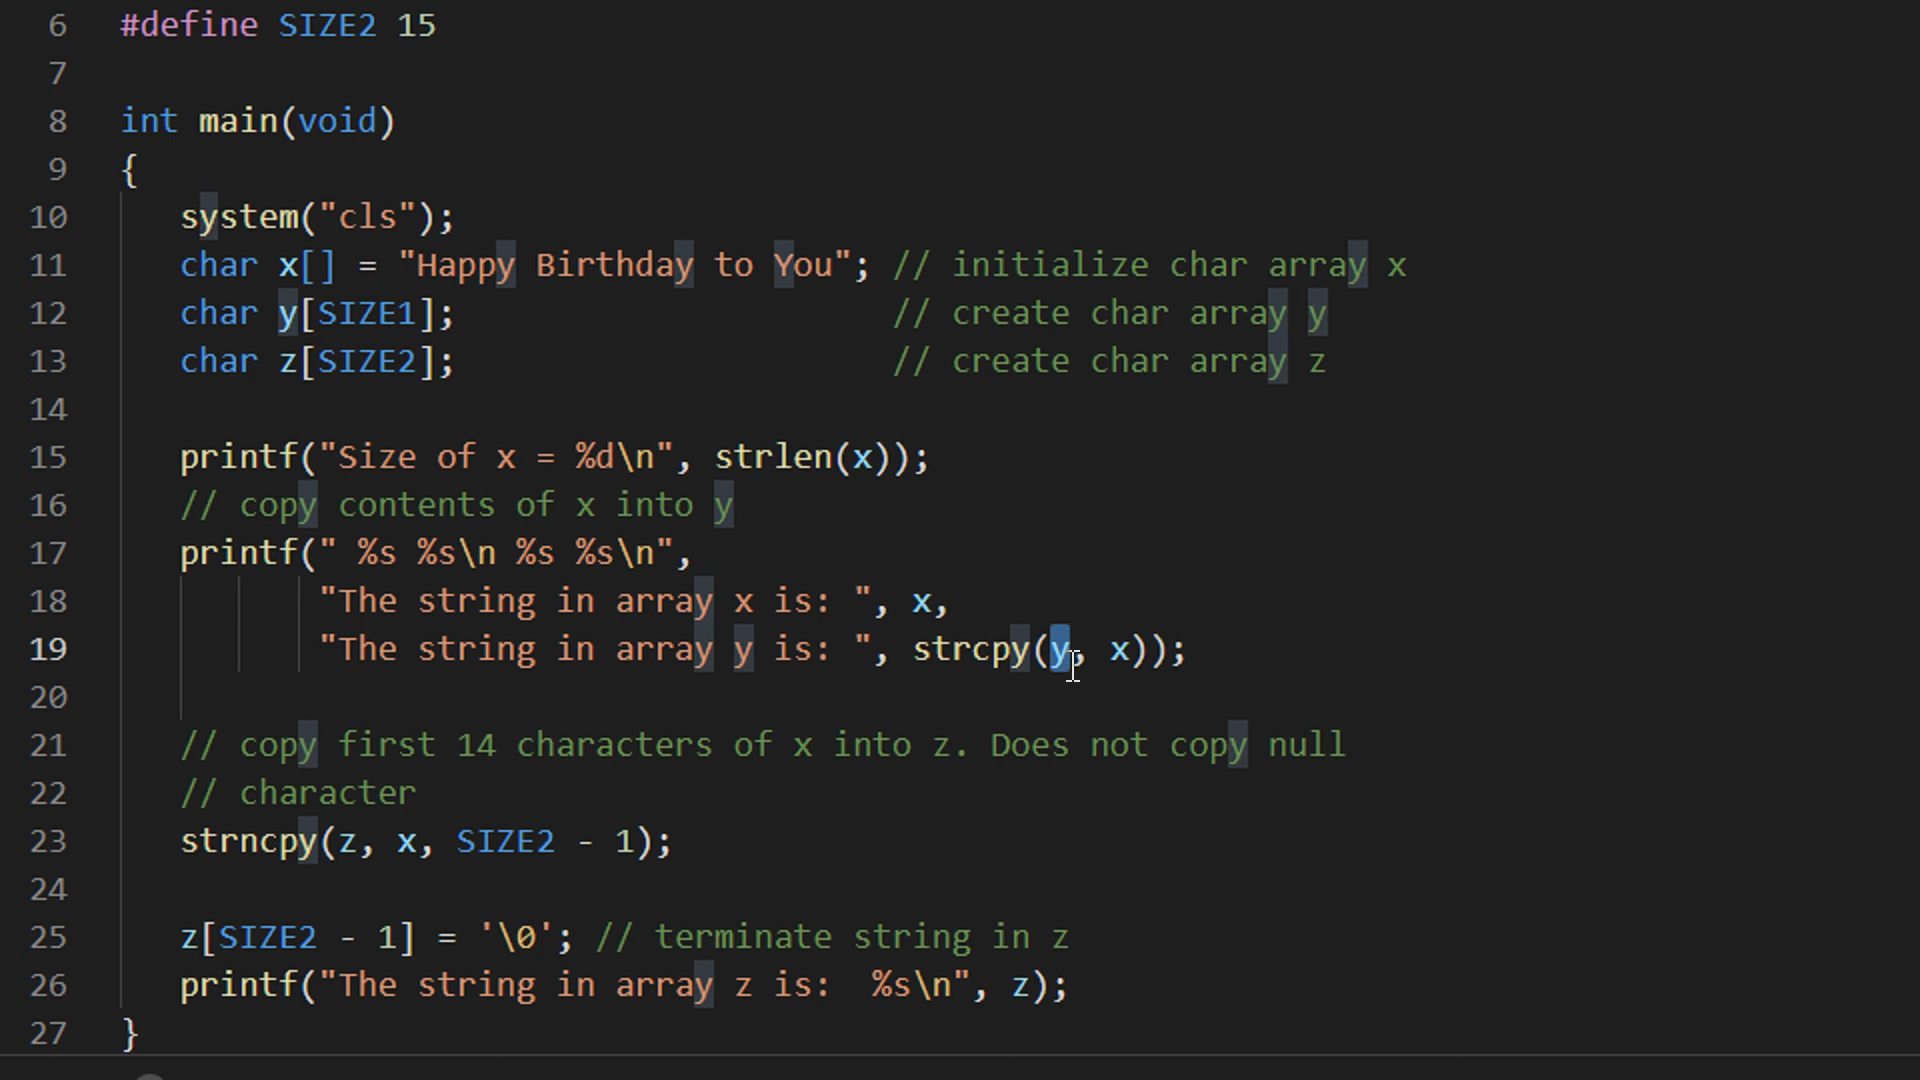 6 #define SIZE2 15
7
8 int main(void)
9 {
10 system("cls");
11 char x[] = "Happy Birthday to You"; // initialize char array x
12 char y[SIZE1]; // create char array y
13 char z[SIZE2]; // create char array z
14
15 printf("Size of x = %d\n", strlen(x));
16 // copy contents of x into y
17 printf(" %s %s\n %s %s\n",
18 "The string in array x is: ", x,
19 "The string in array y is: ", strcpy(y, x));
20
21 // copy first 14 characters of x into z. Does not copy null
22 // character
23 strncpy(z, x, SIZE2 - 1);
24
25 z[SIZE2 - 1] = '\0'; // terminate string in z
26 printf("The string in array z is:  %s\n", z);
27 }